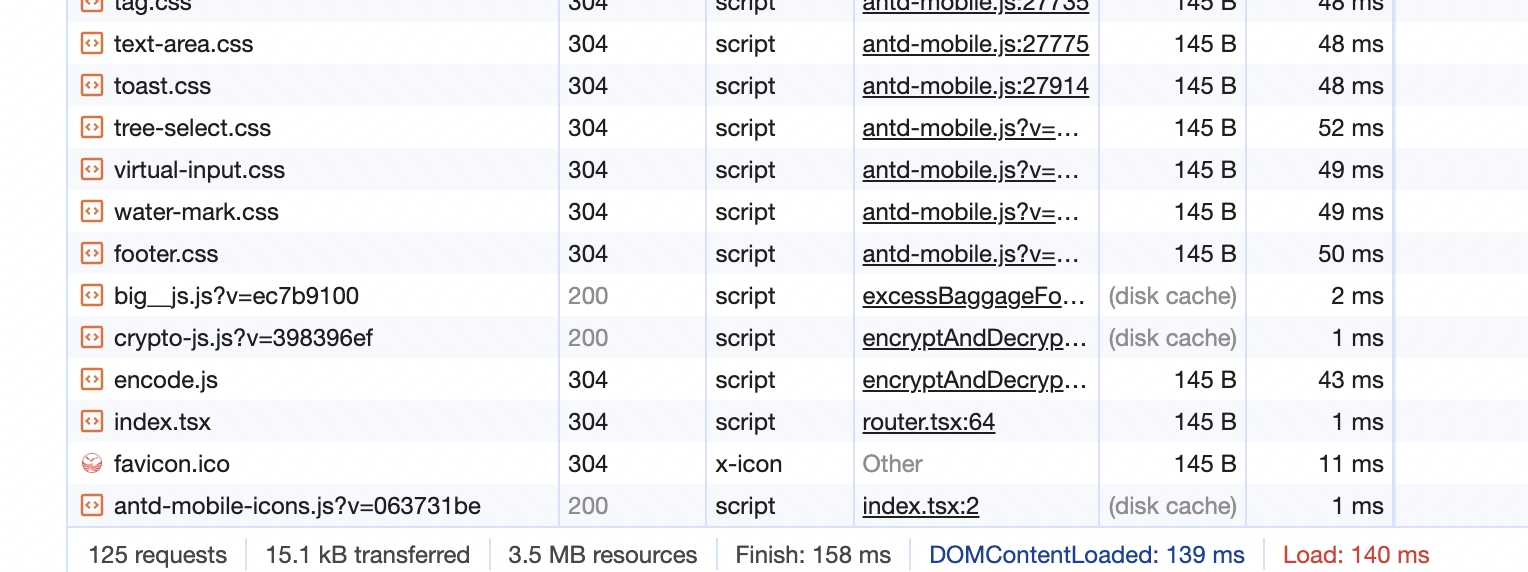 tag.css 304 script antd-mobile.js:27735 145 B 48 ms
text-area.css 304 script antd-mobile.js:27775 145 B 48 ms
toast.css 304 script antd-mobile.js:27914 145 B 48 ms
tree-select.css 304 script antd-mobile.js?v=… 145 B 52 ms
virtual-input.css 304 script antd-mobile.js?v=… 145 B 49 ms
water-mark.css 304 script antd-mobile.js?v=… 145 B 49 ms
footer.css 304 script antd-mobile.js?v=… 145 B 50 ms
big__js.js?v=ec7b9100 200 script excessBaggageFo… (disk cache) 2 ms
crypto-js.js?v=398396ef 200 script encryptAndDecryp… (disk cache) 1 ms
encode.js 304 script encryptAndDecryp… 145 B 43 ms
index.tsx 304 script router.tsx:64 145 B 1 ms
favicon.ico 304 x-icon Other 145 B 11 ms
antd-mobile-icons.js?v=063731be 200 script index.tsx:2 (disk cache) 1 ms
125 requests 15.1 kB transferred 3.5 MB resources Finish: 158 ms DOMContentLoaded: 139 ms Load: 140 ms